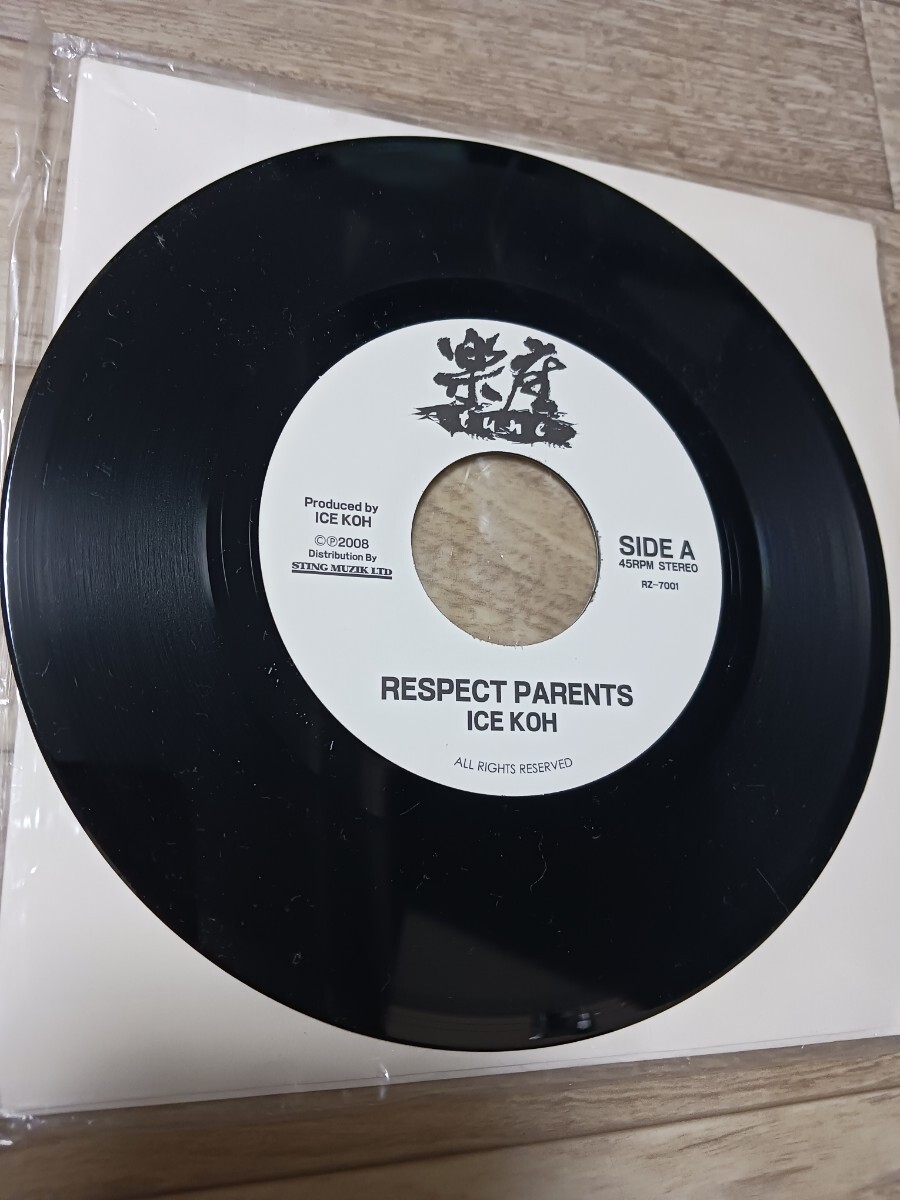 楽座
tune
Produced by
ICE KOH
©℗2008
Distribution By
STING MUZIK LTD
SIDE A
45RPM STEREO
RZ-7001
RESPECT PARENTS
ICE KOH
ALL RIGHTS RESERVED